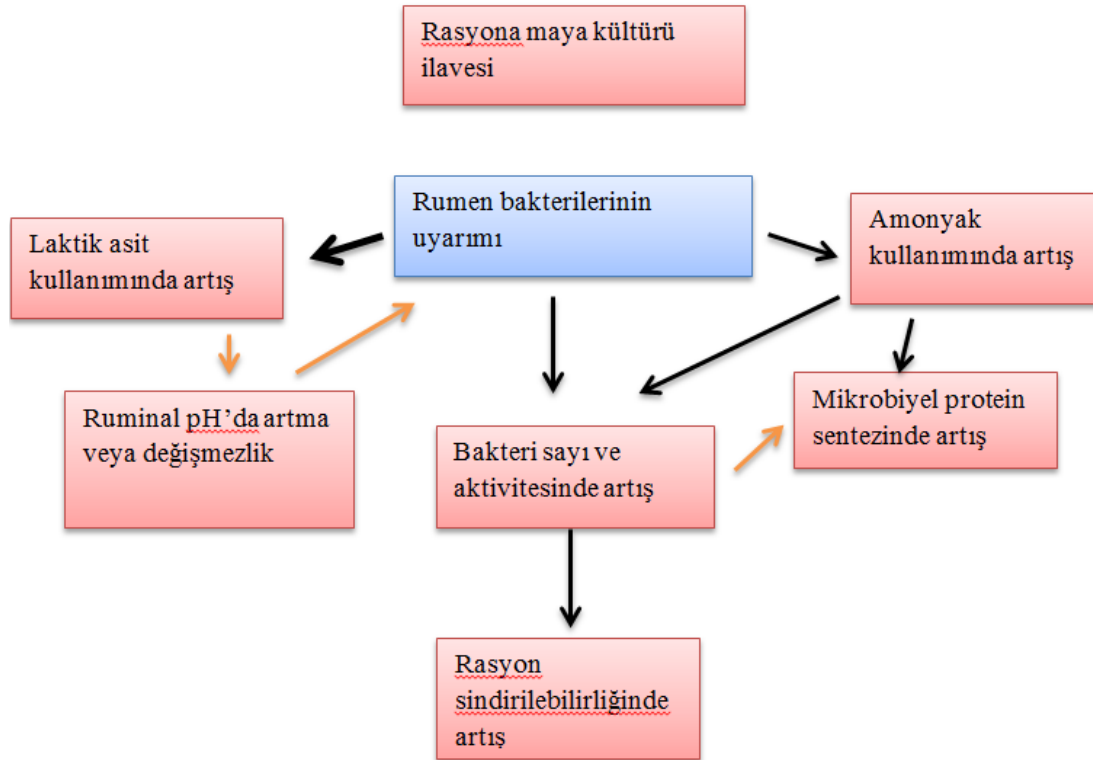 Rasyona maya kültürü
ilavesi
Rumen bakterilerinin
uyarımı
Laktik asit
kullanımında artış
Amonyak
kullanımında artış
Ruminal pH’da artma
veya değişmezlik
Bakteri sayı ve
aktivitesinde artış
Mikrobiyel protein
sentezinde artış
Rasyon
sindirilebilirliğinde
artış